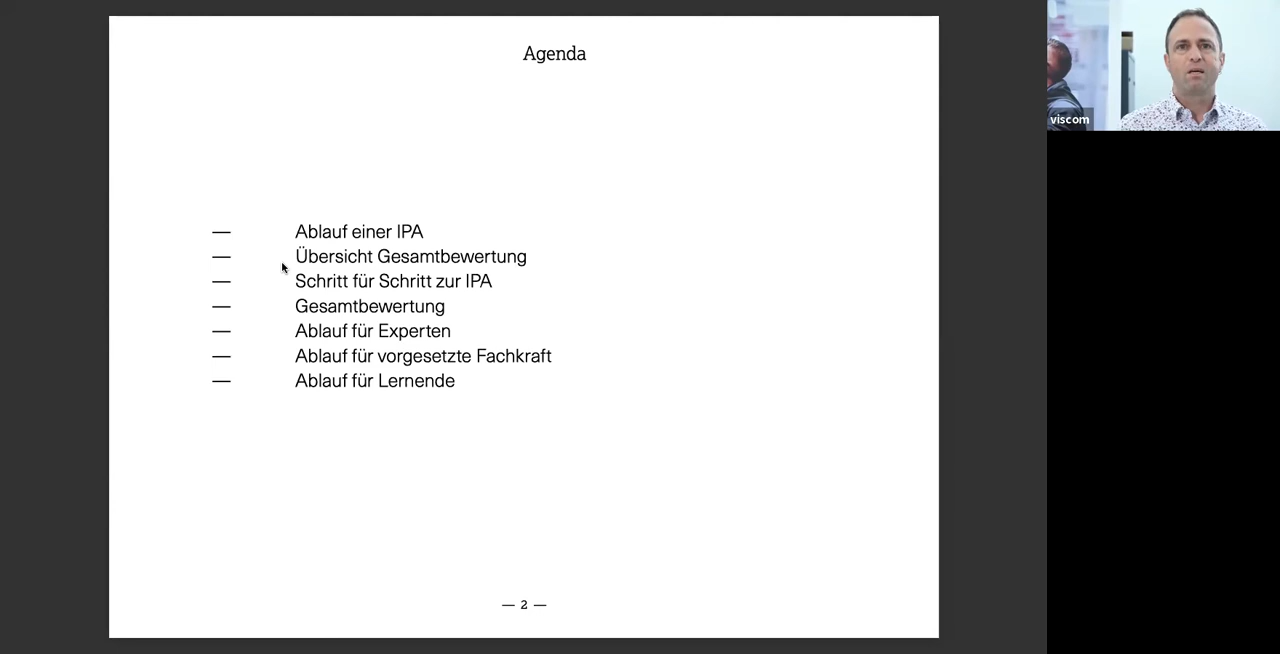 Agenda
— Ablauf einer IPA
— Übersicht Gesamtbewertung
— Schritt für Schritt zur IPA
— Gesamtbewertung
— Ablauf für Experten
— Ablauf für vorgesetzte Fachkraft
— Ablauf für Lernende
— 2 —
viscom